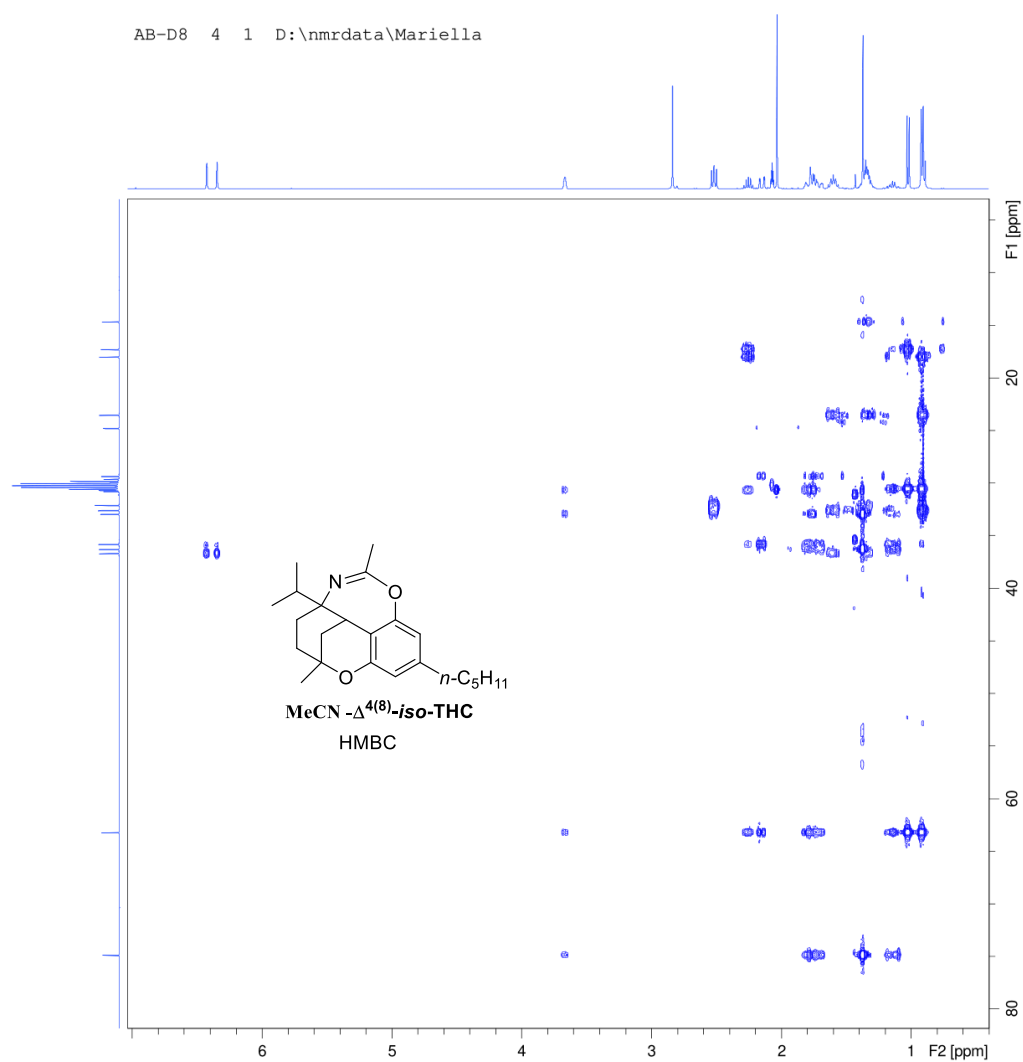 AB-D8 4 1 D:\nmrdata\Mariella
F1 [ppm]
20
40
60
80
N
O
O
n-C5H11
MeCN -Δ4(8)-iso-THC
HMBC
6 5 4 3 2 1 F2 [ppm]